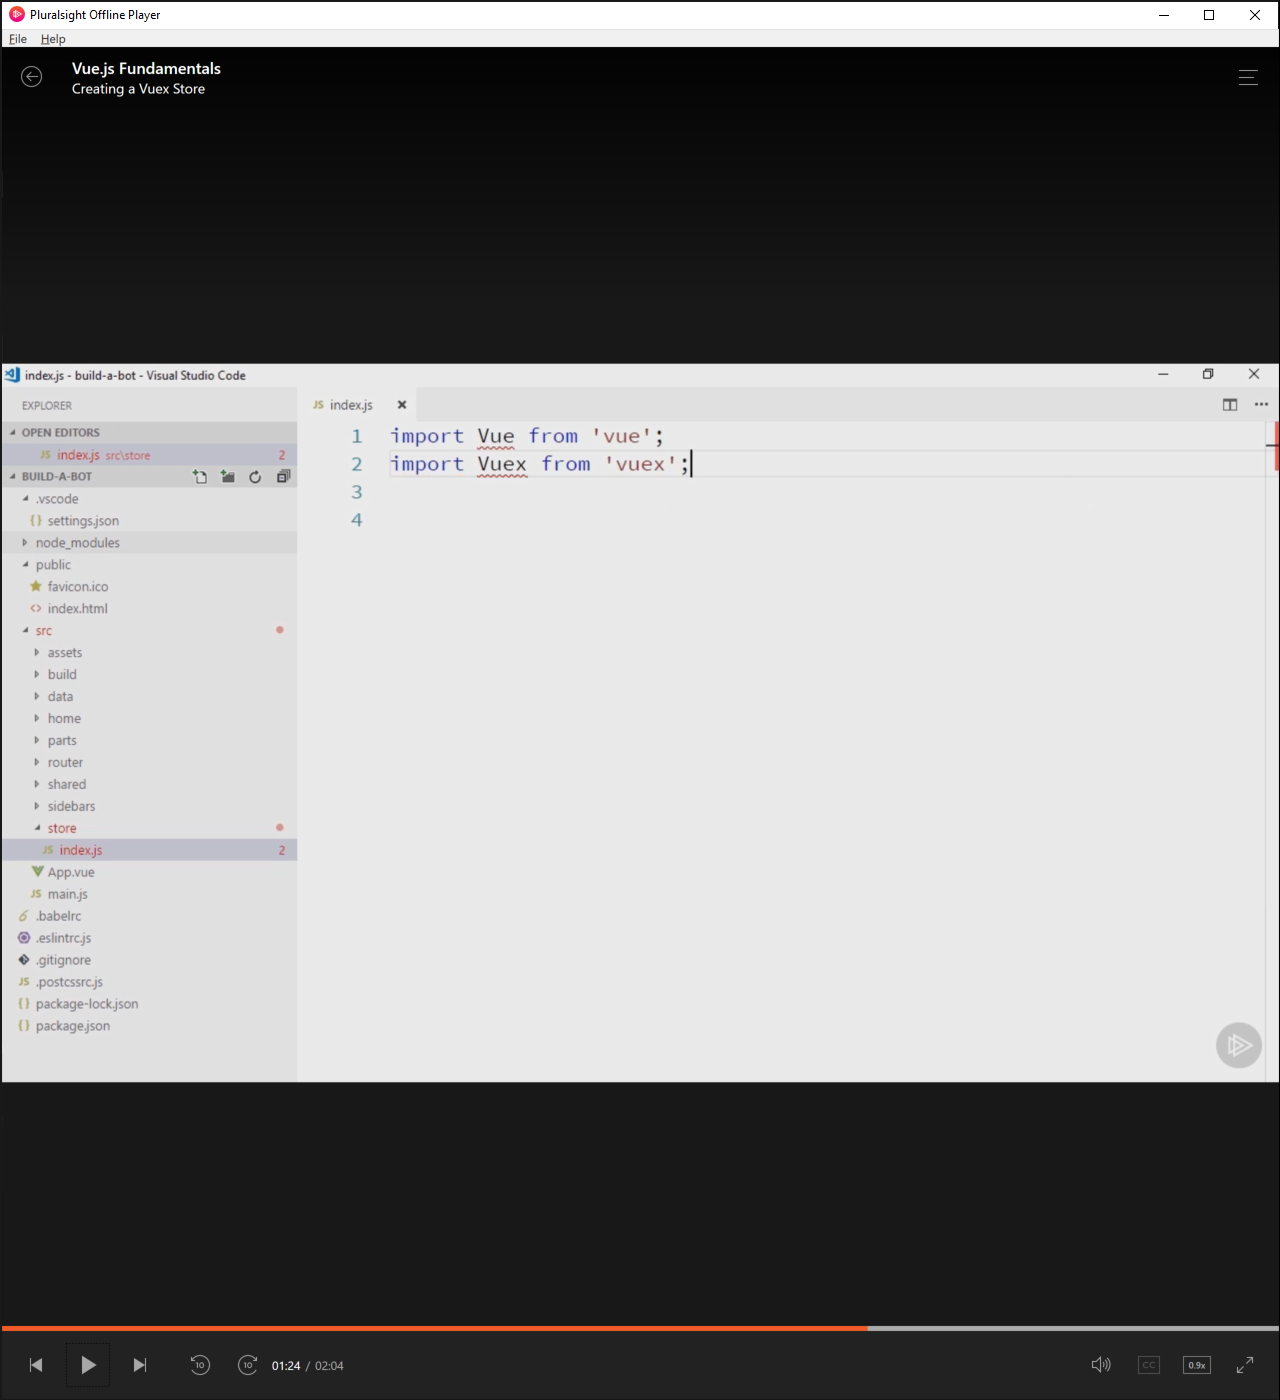 Pluralsight Offline Player
File Help
Vue.js Fundamentals
Creating a Vuex Store
index.js - build-a-bot - Visual Studio Code
EXPLORER
OPEN EDITORS
JS index.js src\store 2
BUILD-A-BOT
.vscode
{} settings.json
node_modules
public
favicon.ico
<> index.html
src
assets
build
data
home
parts
router
shared
sidebars
store
JS index.js 2
App.vue
JS main.js
.babelrc
.eslintrc.js
.gitignore
JS .postcssrc.js
{} package-lock.json
{} package.json
JS index.js
1 import Vue from 'vue';
2 import Vuex from 'vuex';
3
4
10 10 01:24 / 02:04 CC 0.9x